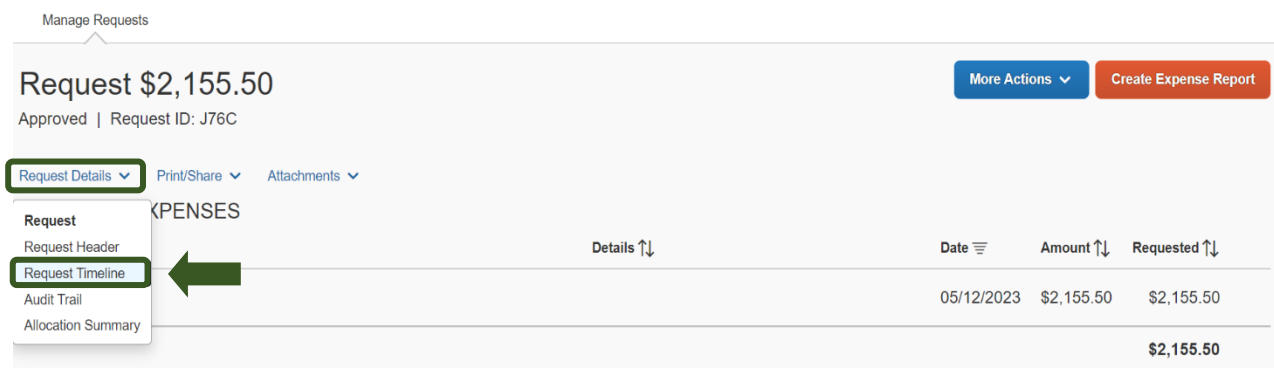 Manage Requests
Request $2,155.50
More Actions
Create Expense Report
Approved | Request ID: J76C
Request Details Print/Share Attachments
XPENSES
Request
Request Header
Details Date Amount Requested
Request Timeline
Audit Trail
05/12/2023 $2,155.50 $2,155.50
Allocation Summary
$2,155.50